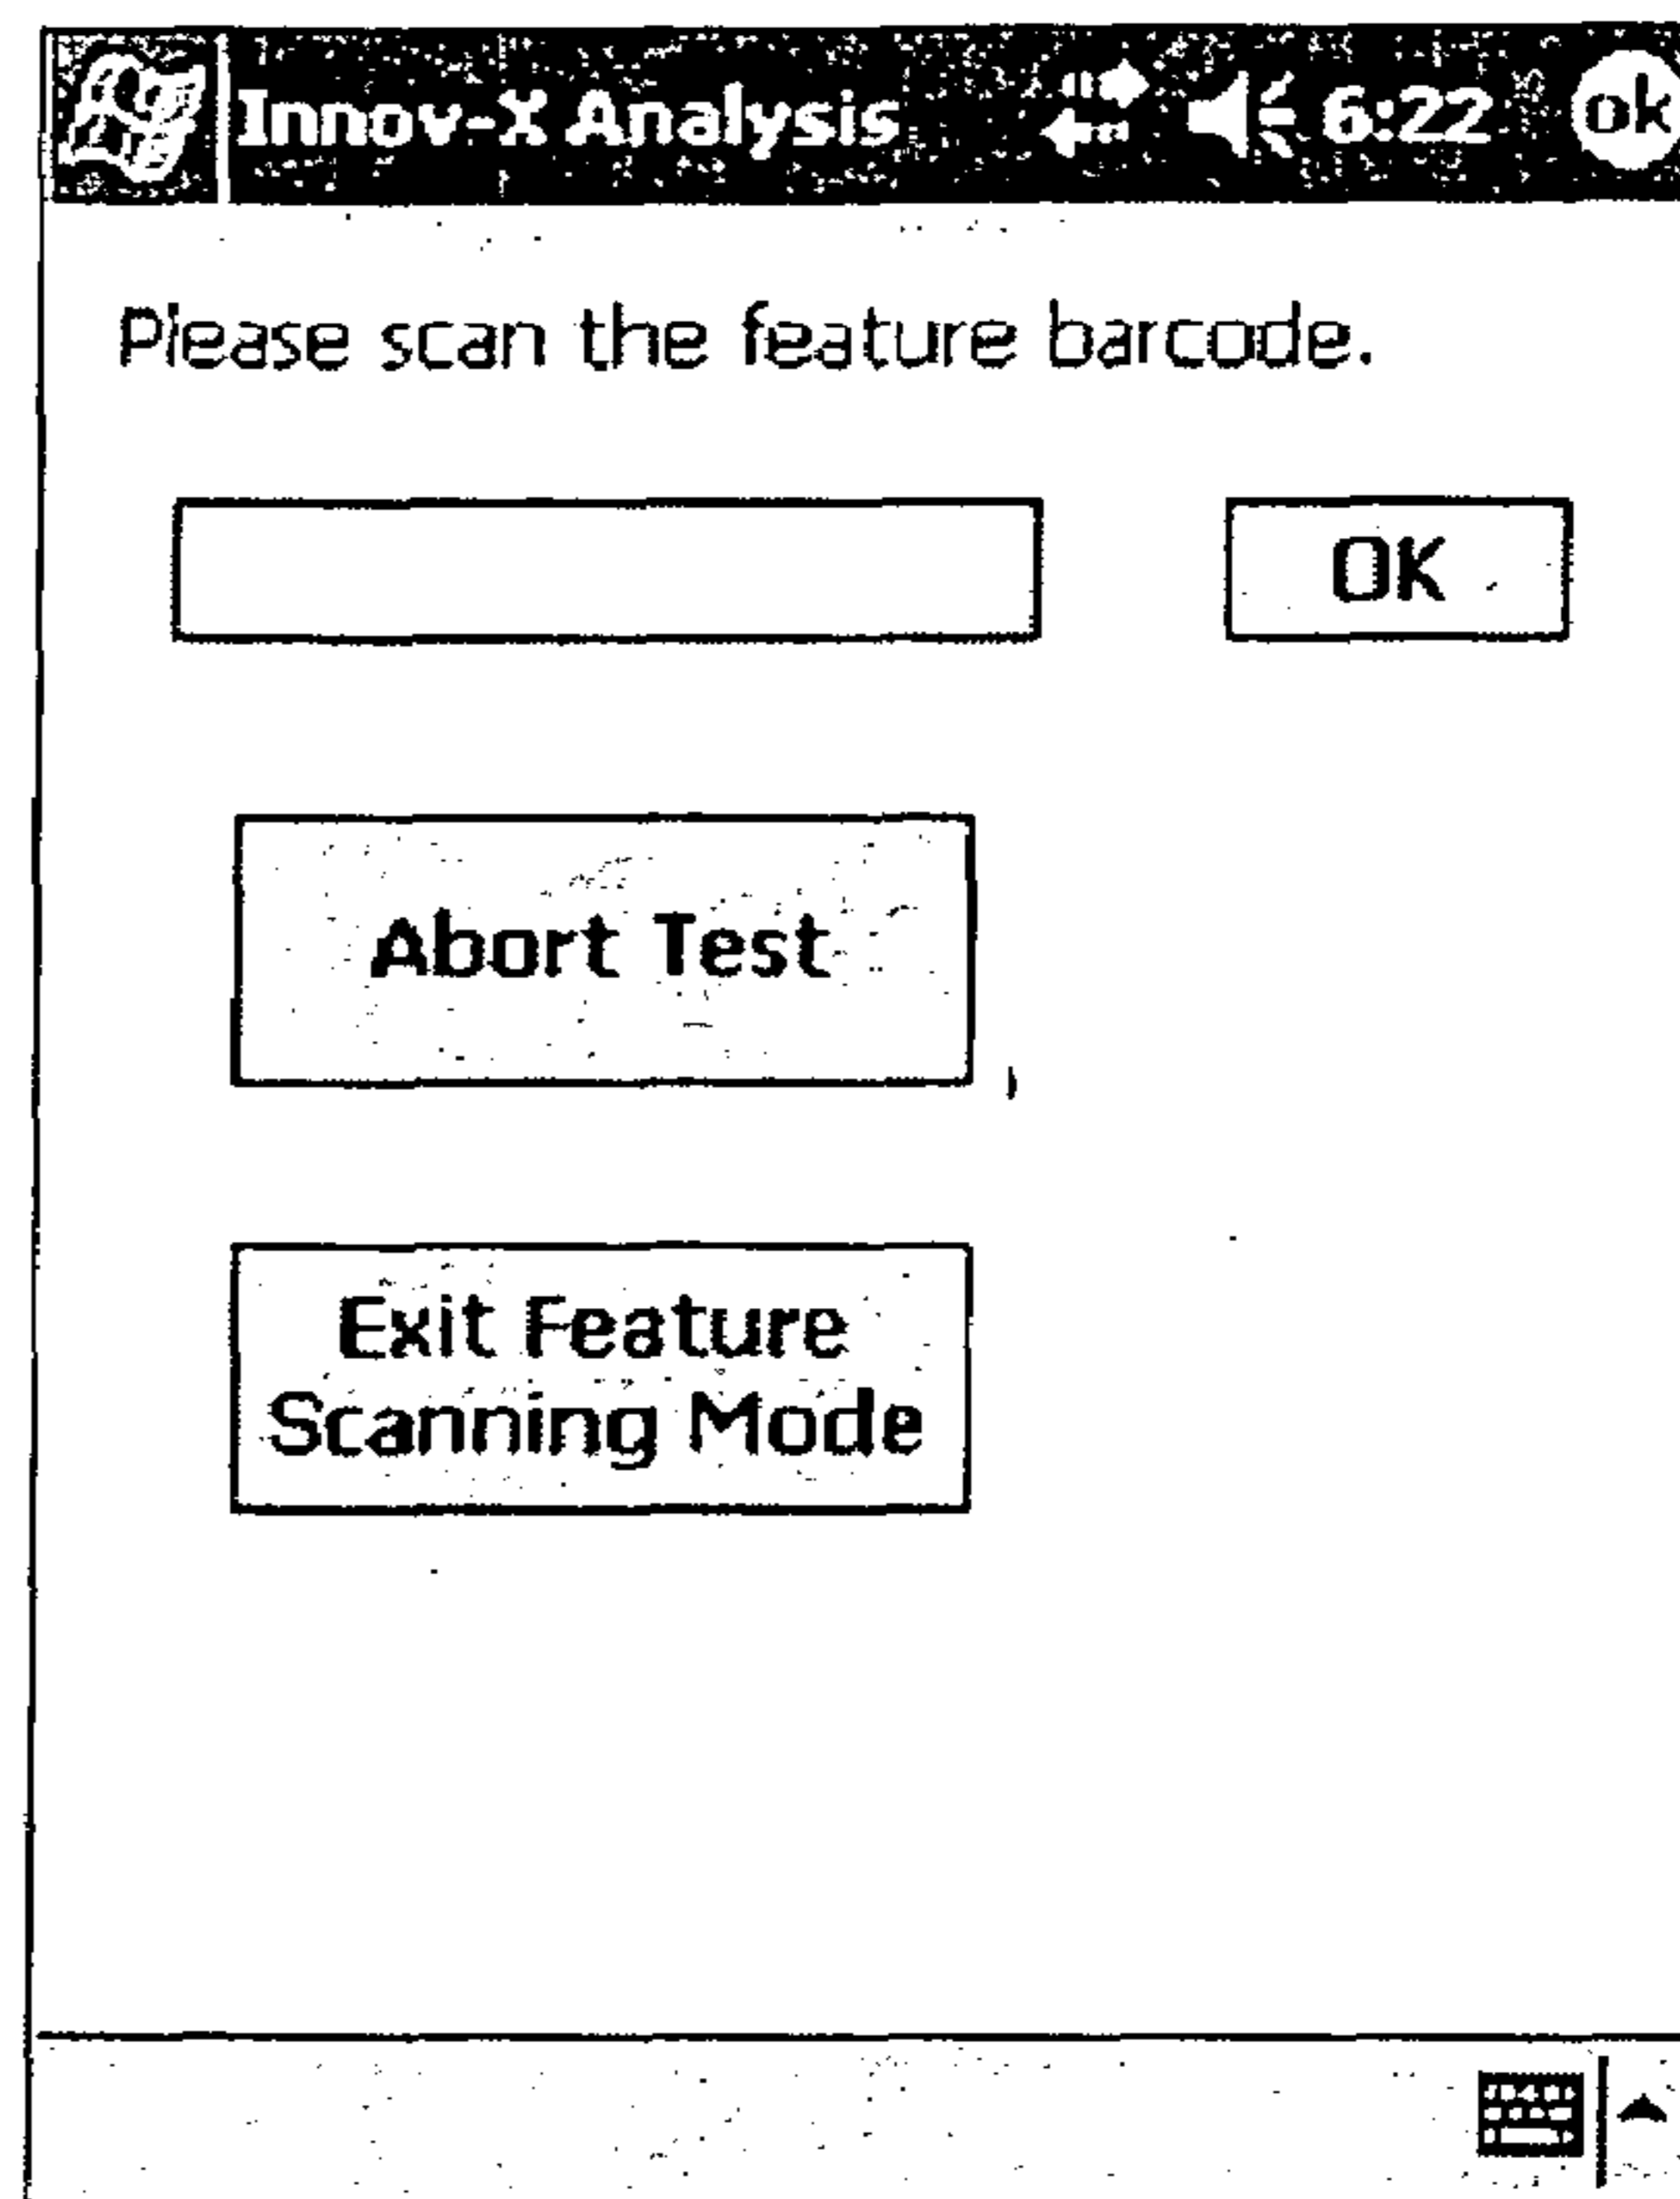 Innov-X Analysis 6:22 ok
Please scan the feature barcode.
OK
Abort Test
Exit Feature
Scanning Mode